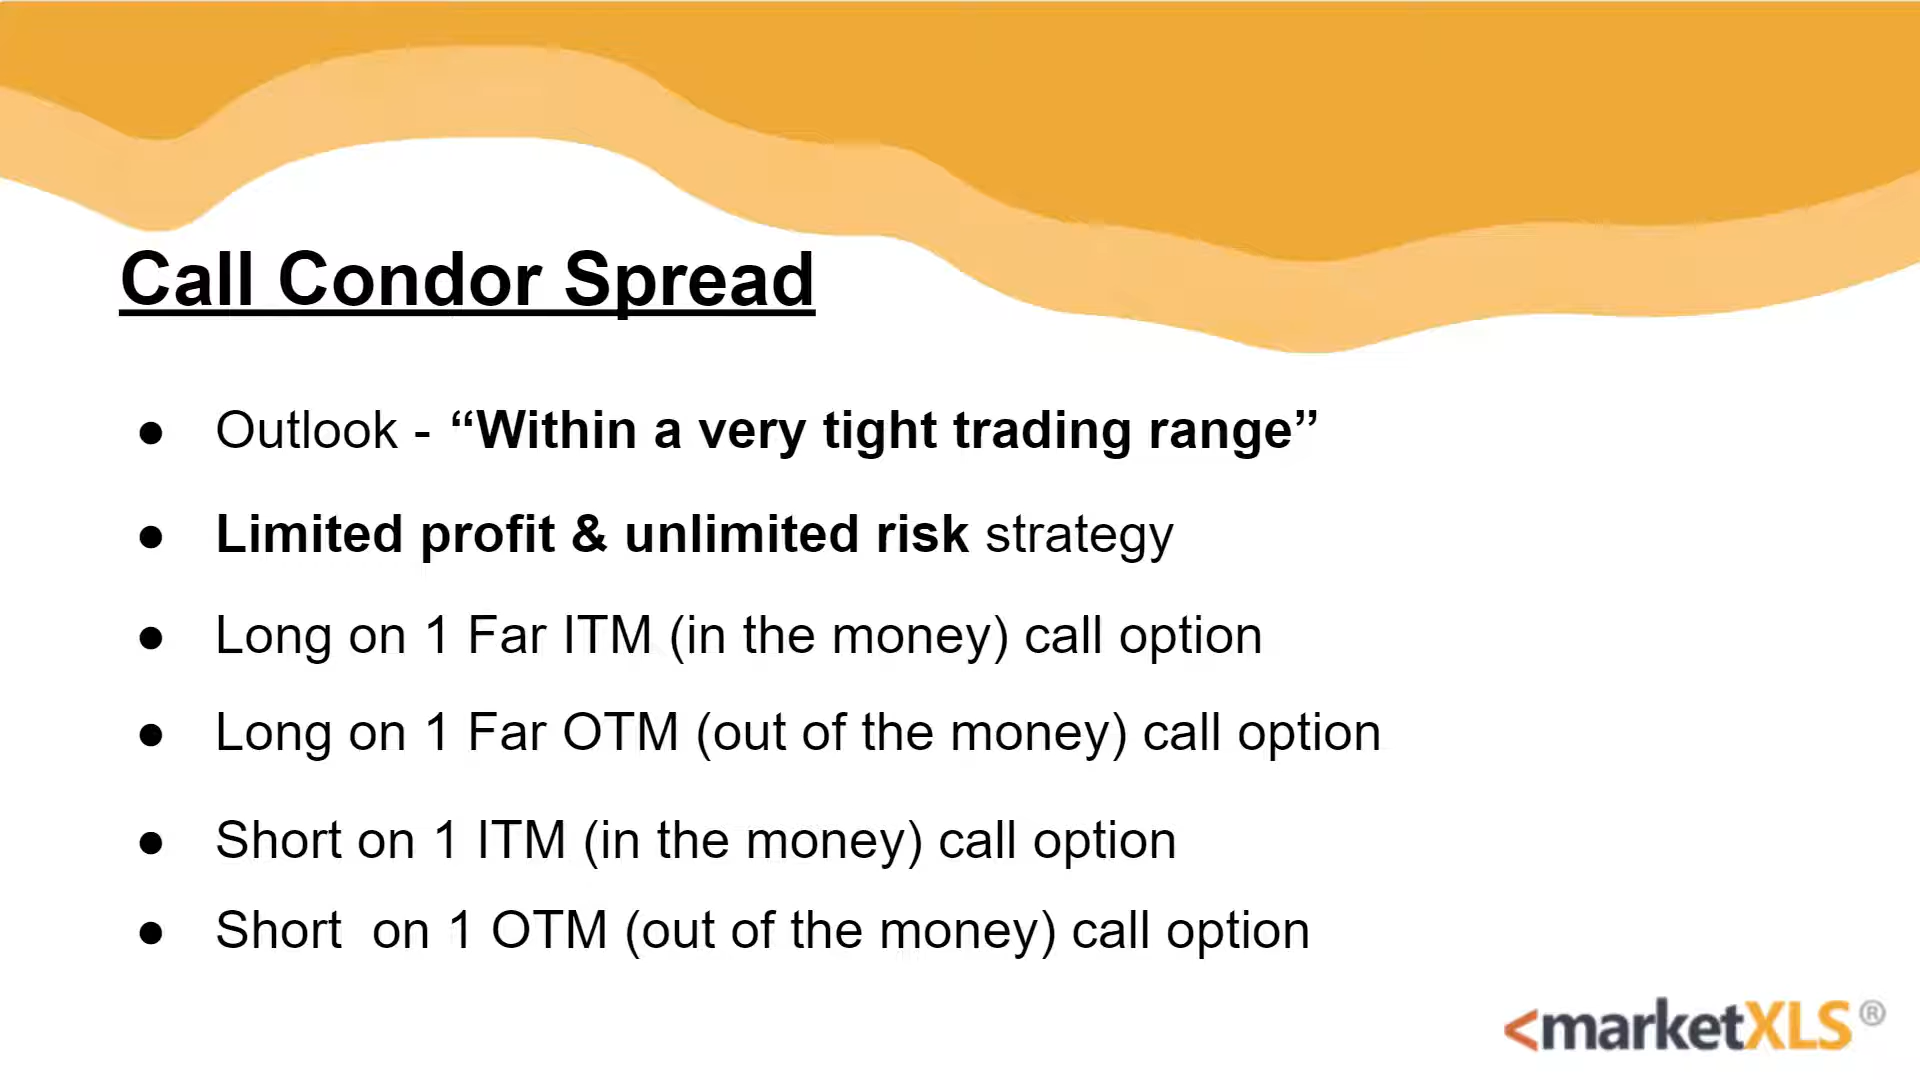 Call Condor Spread
● Outlook - “Within a very tight trading range”
● Limited profit & unlimited risk strategy
● Long on 1 Far ITM (in the money) call option
● Long on 1 Far OTM (out of the money) call option
● Short on 1 ITM (in the money) call option
● Short  on 1 OTM (out of the money) call option
<marketXLS®